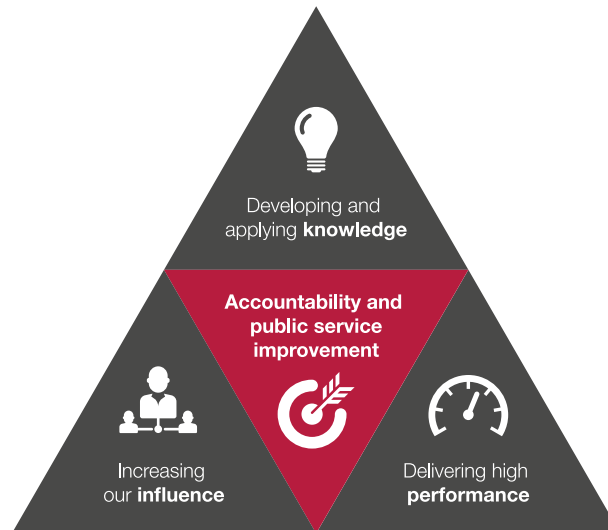 Developing and
applying knowledge
Accountability and
public service
improvement
Increasing
our influence
Delivering high
performance